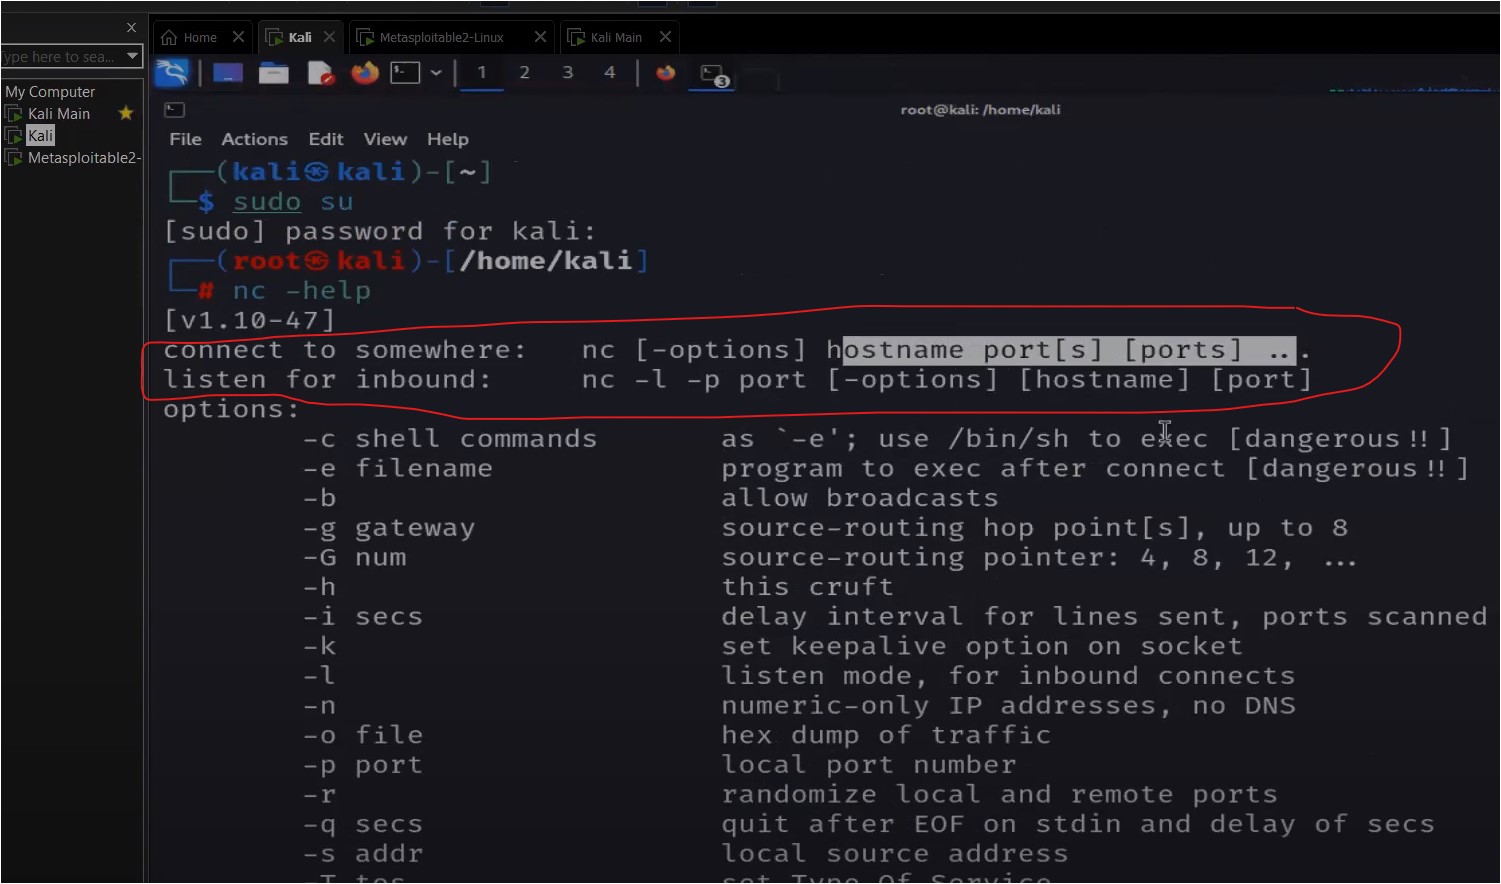 Home
Kali
Metasploitable2-Linux
Kali Main
Type here to sea...
1 2 3 4
3
My Computer
Kali Main
Kali
Metasploitable2-
root@kali: /home/kali
File Actions Edit View Help
(kali㉿kali)-[~]
$ sudo su
[sudo] password for kali:
(root㉿kali)-[/home/kali]
# nc -help
[v1.10-47]
connect to somewhere: nc [-options] hostname port[s] [ports] ...
listen for inbound: nc -l -p port [-options] [hostname] [port]
options:
-c shell commands as `-e'; use /bin/sh to exec [dangerous!!]
-e filename program to exec after connect [dangerous!!]
-b allow broadcasts
-g gateway source-routing hop point[s], up to 8
-G num source-routing pointer: 4, 8, 12, ...
-h this cruft
-i secs delay interval for lines sent, ports scanned
-k set keepalive option on socket
-l listen mode, for inbound connects
-n numeric-only IP addresses, no DNS
-o file hex dump of traffic
-p port local port number
-r randomize local and remote ports
-q secs quit after EOF on stdin and delay of secs
-s addr local source address
-T tos set Type Of Service